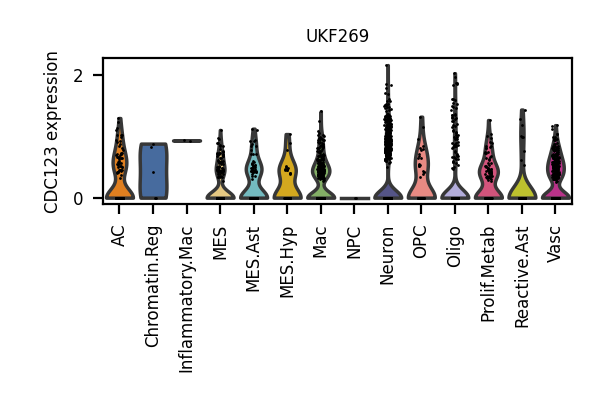 UKF269
CDC123 expression
2
0
AC
Chromatin.Reg
Inflammatory.Mac
MES
MES.Ast
MES.Hyp
Mac
NPC
Neuron
OPC
Oligo
Prolif.Metab
Reactive.Ast
Vasc